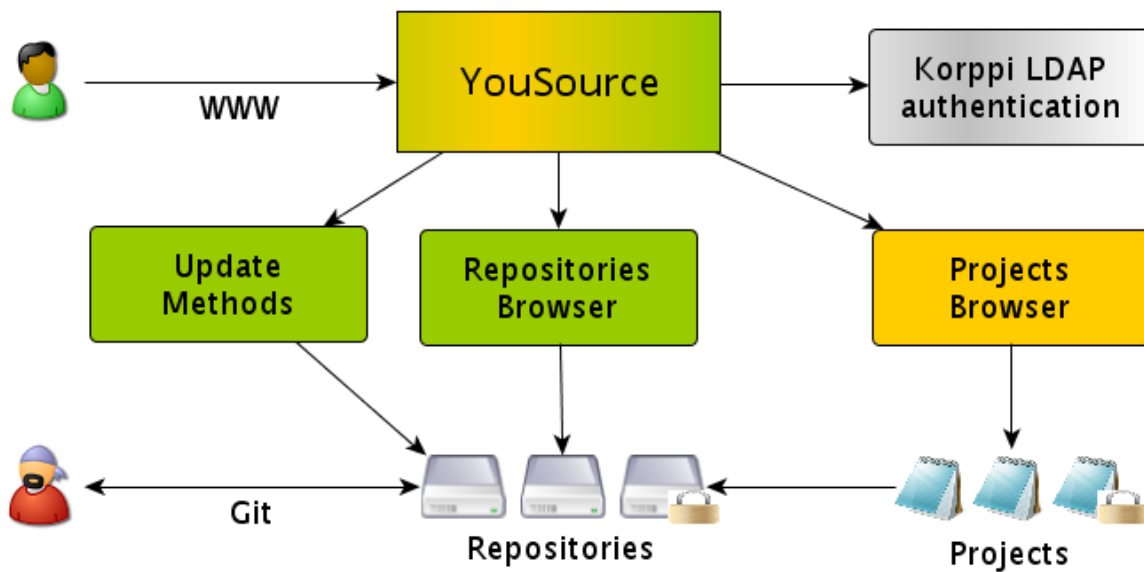 YouSource
Korppi LDAP
authentication
WWW
Update
Methods
Repositories
Browser
Projects
Browser
Git
Repositories
Projects